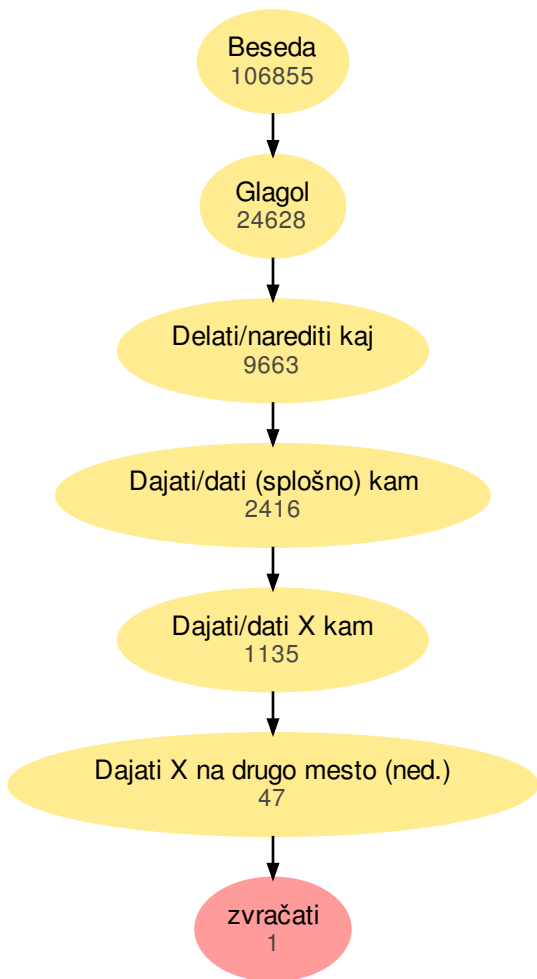 Beseda
106855
Glagol
24628
Delati/narediti kaj
9663
Dajati/dati (splošno) kam
2416
Dajati/dati X kam
1135
Dajati X na drugo mesto (ned.)
47
zvračati
1